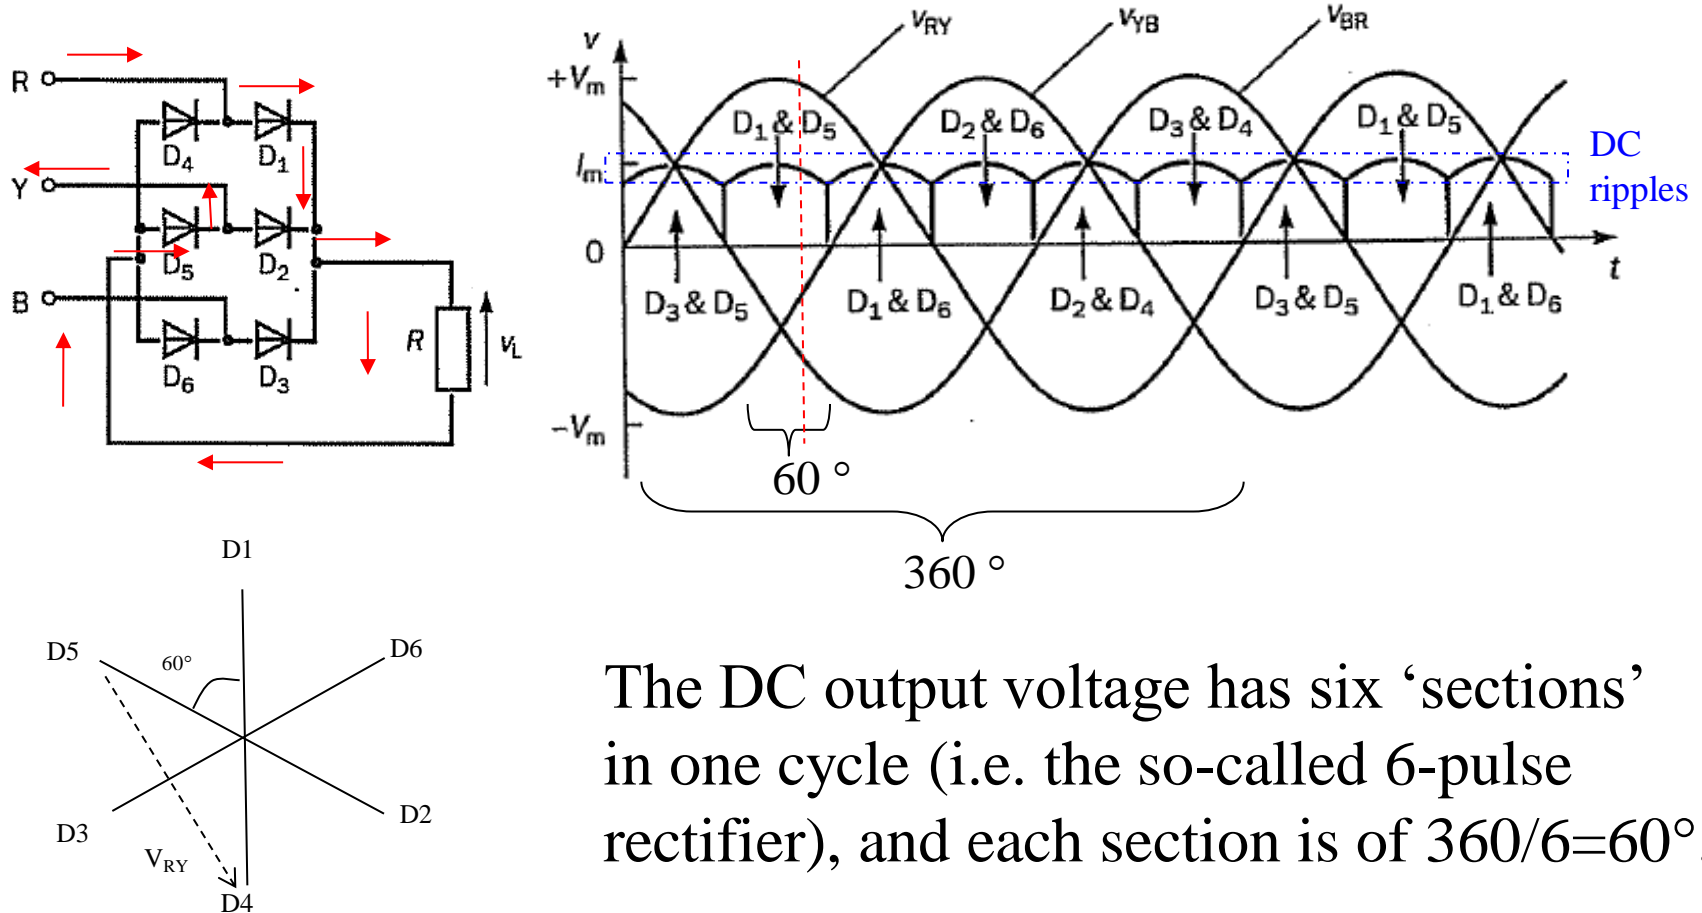 R
Y
B
D4
D1
D5
D2
D6
D3
R
vL
v
+Vm
Im
0
−Vm
vRY
vYB
vBR
D1 & D5
D2 & D6
D3 & D4
D1 & D5
D3 & D5
D1 & D6
D2 & D4
D3 & D5
D1 & D6
t
DC
ripples
60 °
360 °
D1
D5
60°
D6
D3
D2
VRY
D4
The DC output voltage has six ‘sections’
in one cycle (i.e. the so-called 6-pulse
rectifier), and each section is of 360/6=60°.